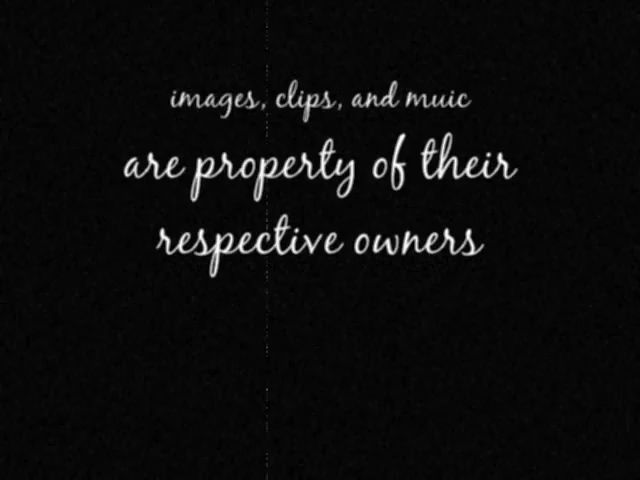 images, clips, and muic
are property of their
respective owners